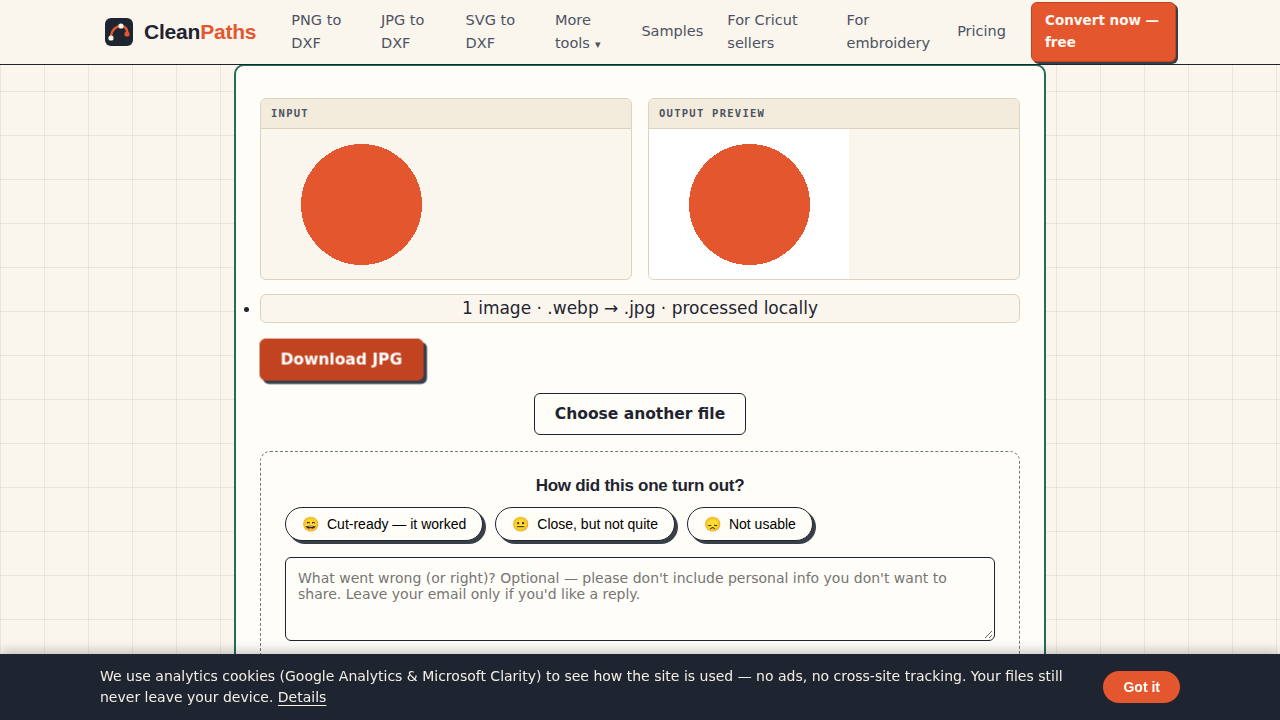 CleanPaths
PNG to
DXF
JPG to
DXF
SVG to
DXF
More
tools ▾
Samples
For Cricut
sellers
For
embroidery
Pricing
Convert now —
free
INPUT
OUTPUT PREVIEW
1 image · .webp → .jpg · processed locally
Download JPG
Choose another file
How did this one turn out?
😄 Cut-ready — it worked
😐 Close, but not quite
😞 Not usable
What went wrong (or right)? Optional — please don't include personal info you don't want to
share. Leave your email only if you'd like a reply.
We use analytics cookies (Google Analytics & Microsoft Clarity) to see how the site is used — no ads, no cross-site tracking. Your files still
never leave your device. Details
Got it